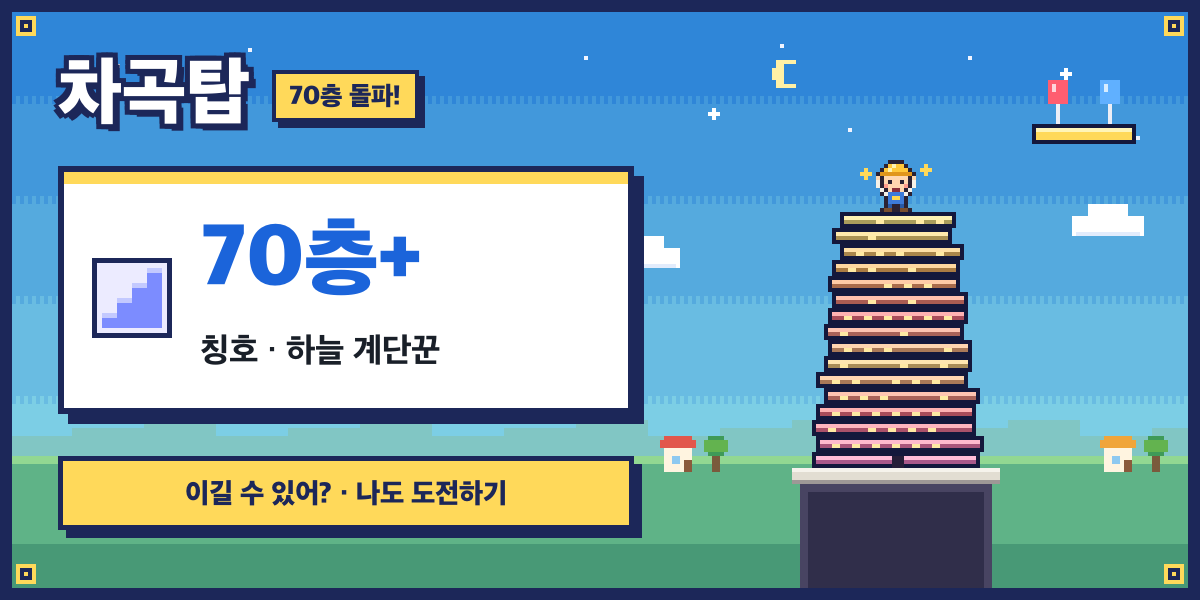 차곡탑
70층 돌파!
70층+
칭호 · 하늘 계단꾼
이길 수 있어? · 나도 도전하기